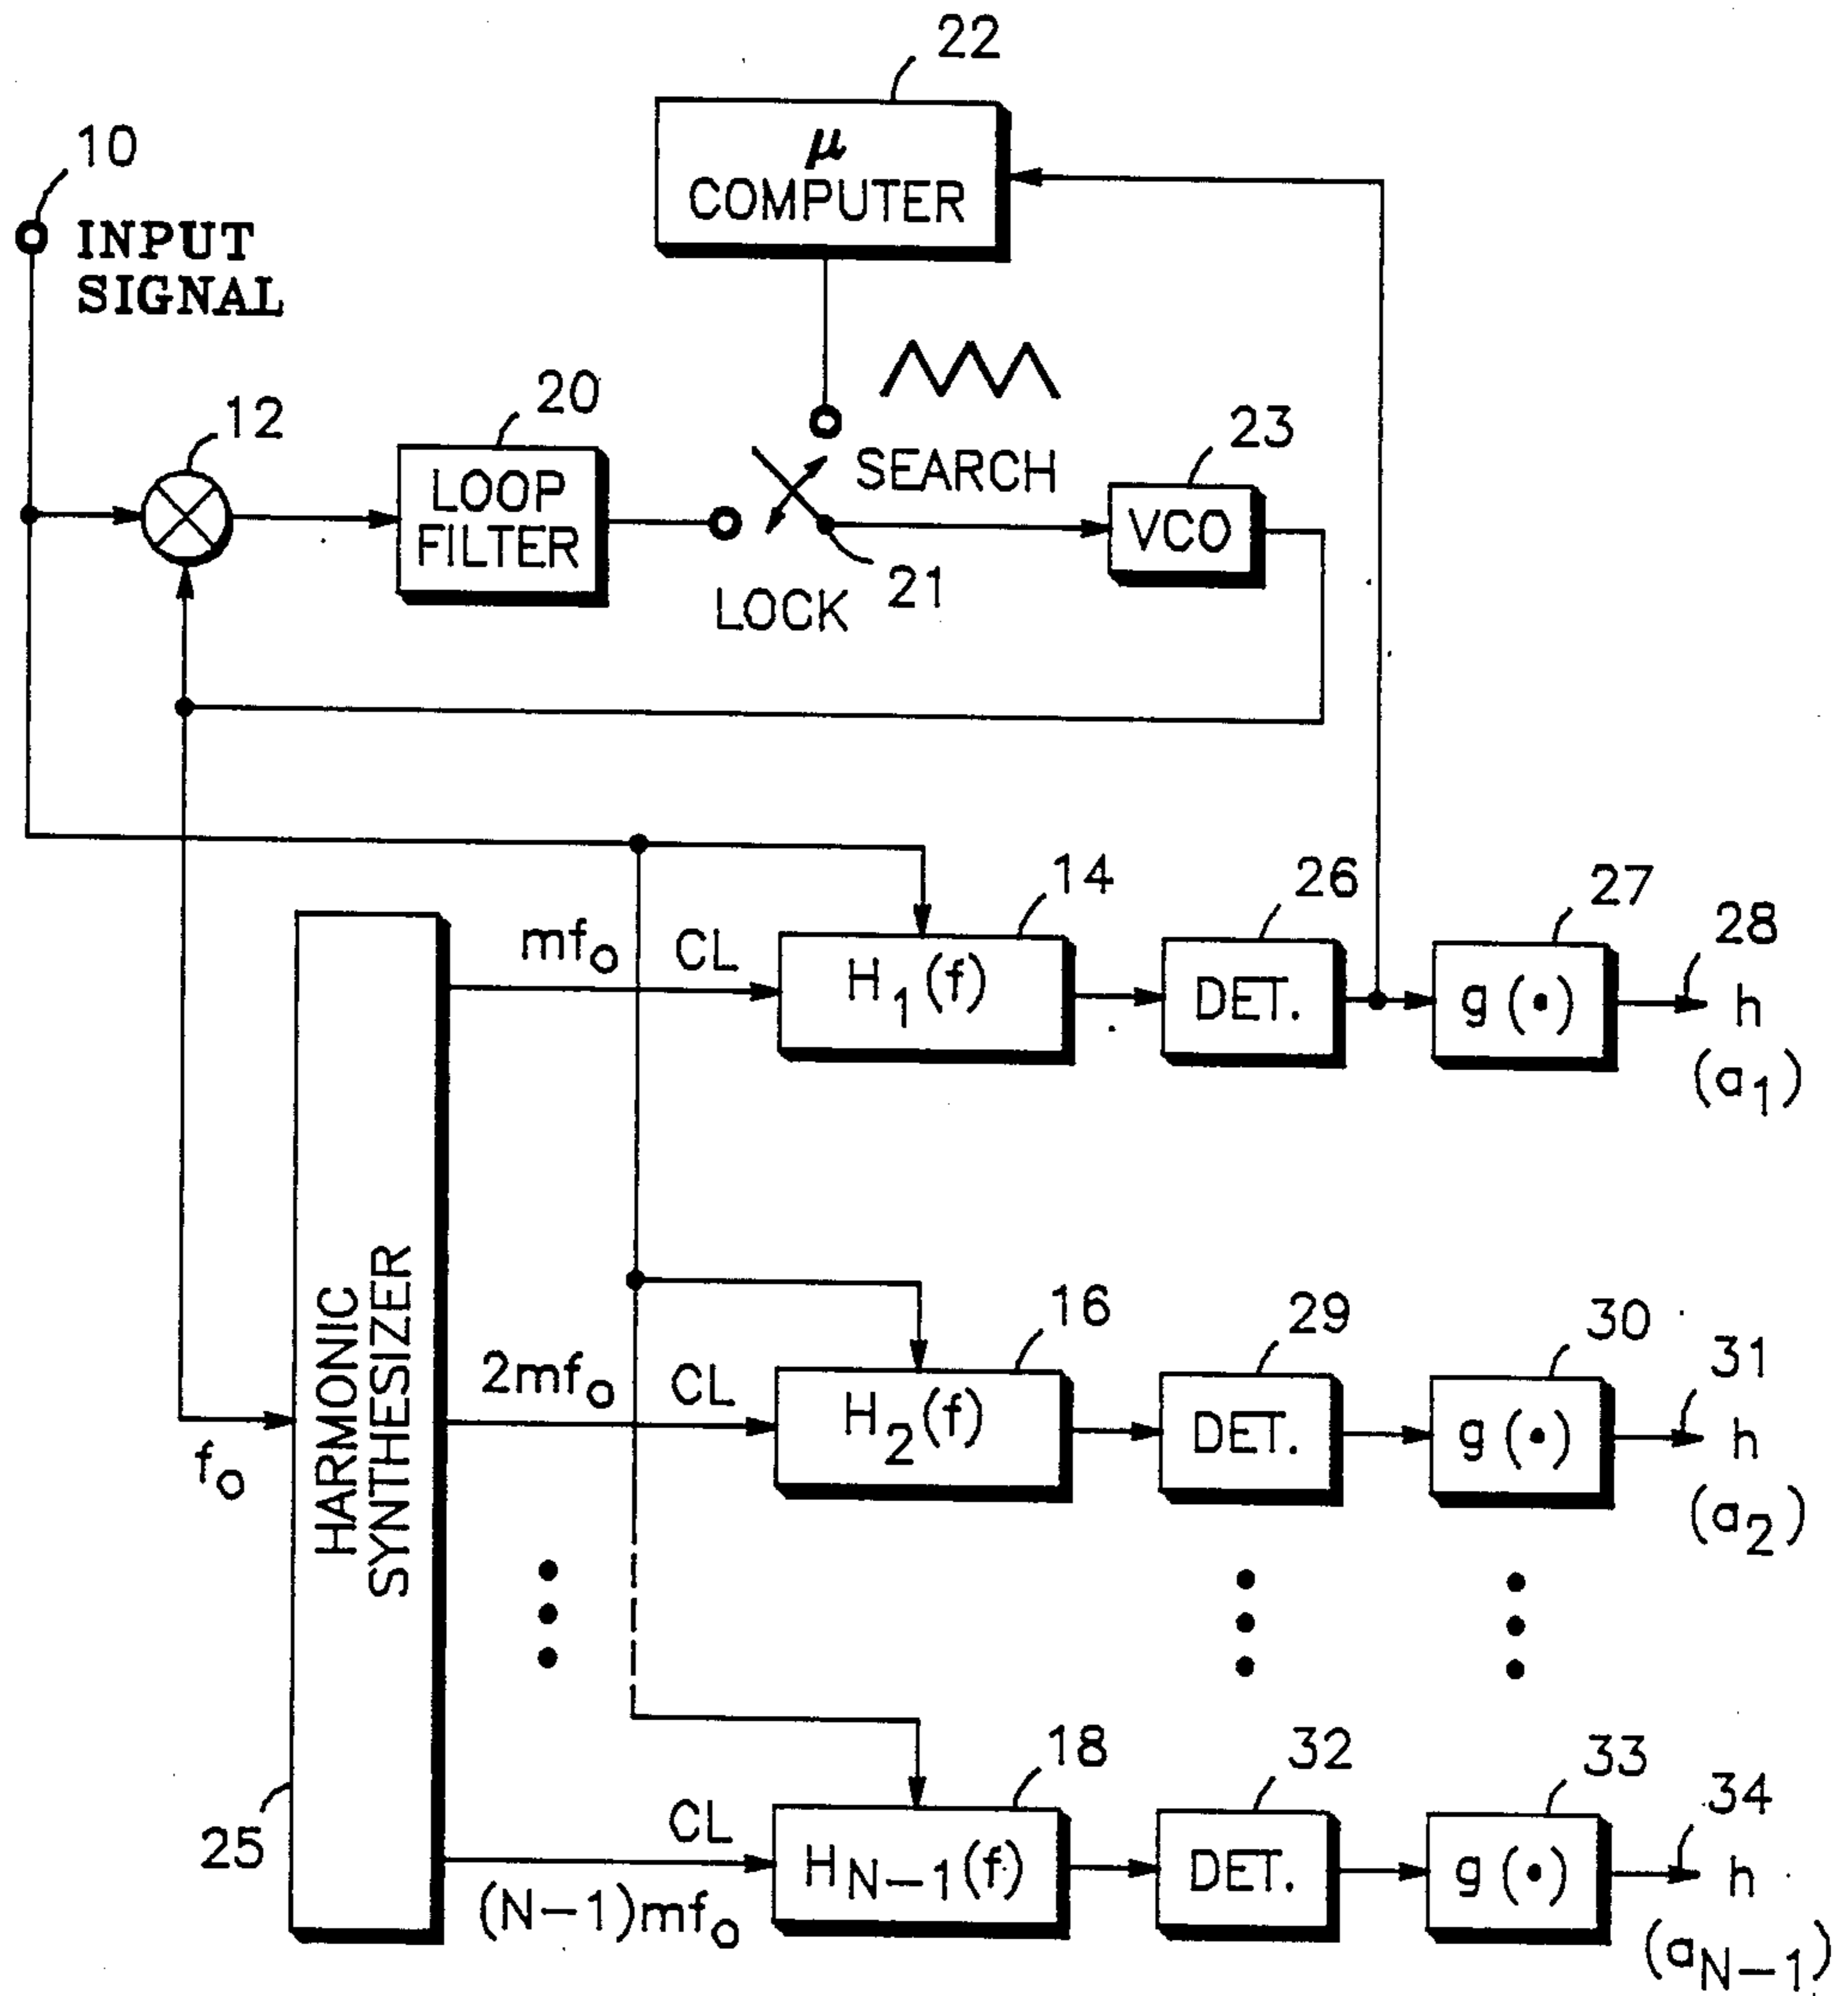 22
μ
COMPUTER
10
INPUT
SIGNAL
12
20
LOOP
FILTER
SEARCH
23
VCO
21
LOCK
14
26
27
28
mf₀
CL
H₁(f)
DET.
g(•)
h
(a₁)
HARMONIC
SYNTHESIZER
16
29
30
31
2mf₀
CL
H₂(f)
DET.
g(•)
h
(a₂)
f₀
18
32
33
34
25
CL
(N-1)mf₀
H_{N-1}(f)
DET.
g(•)
h
(a_{N-1})